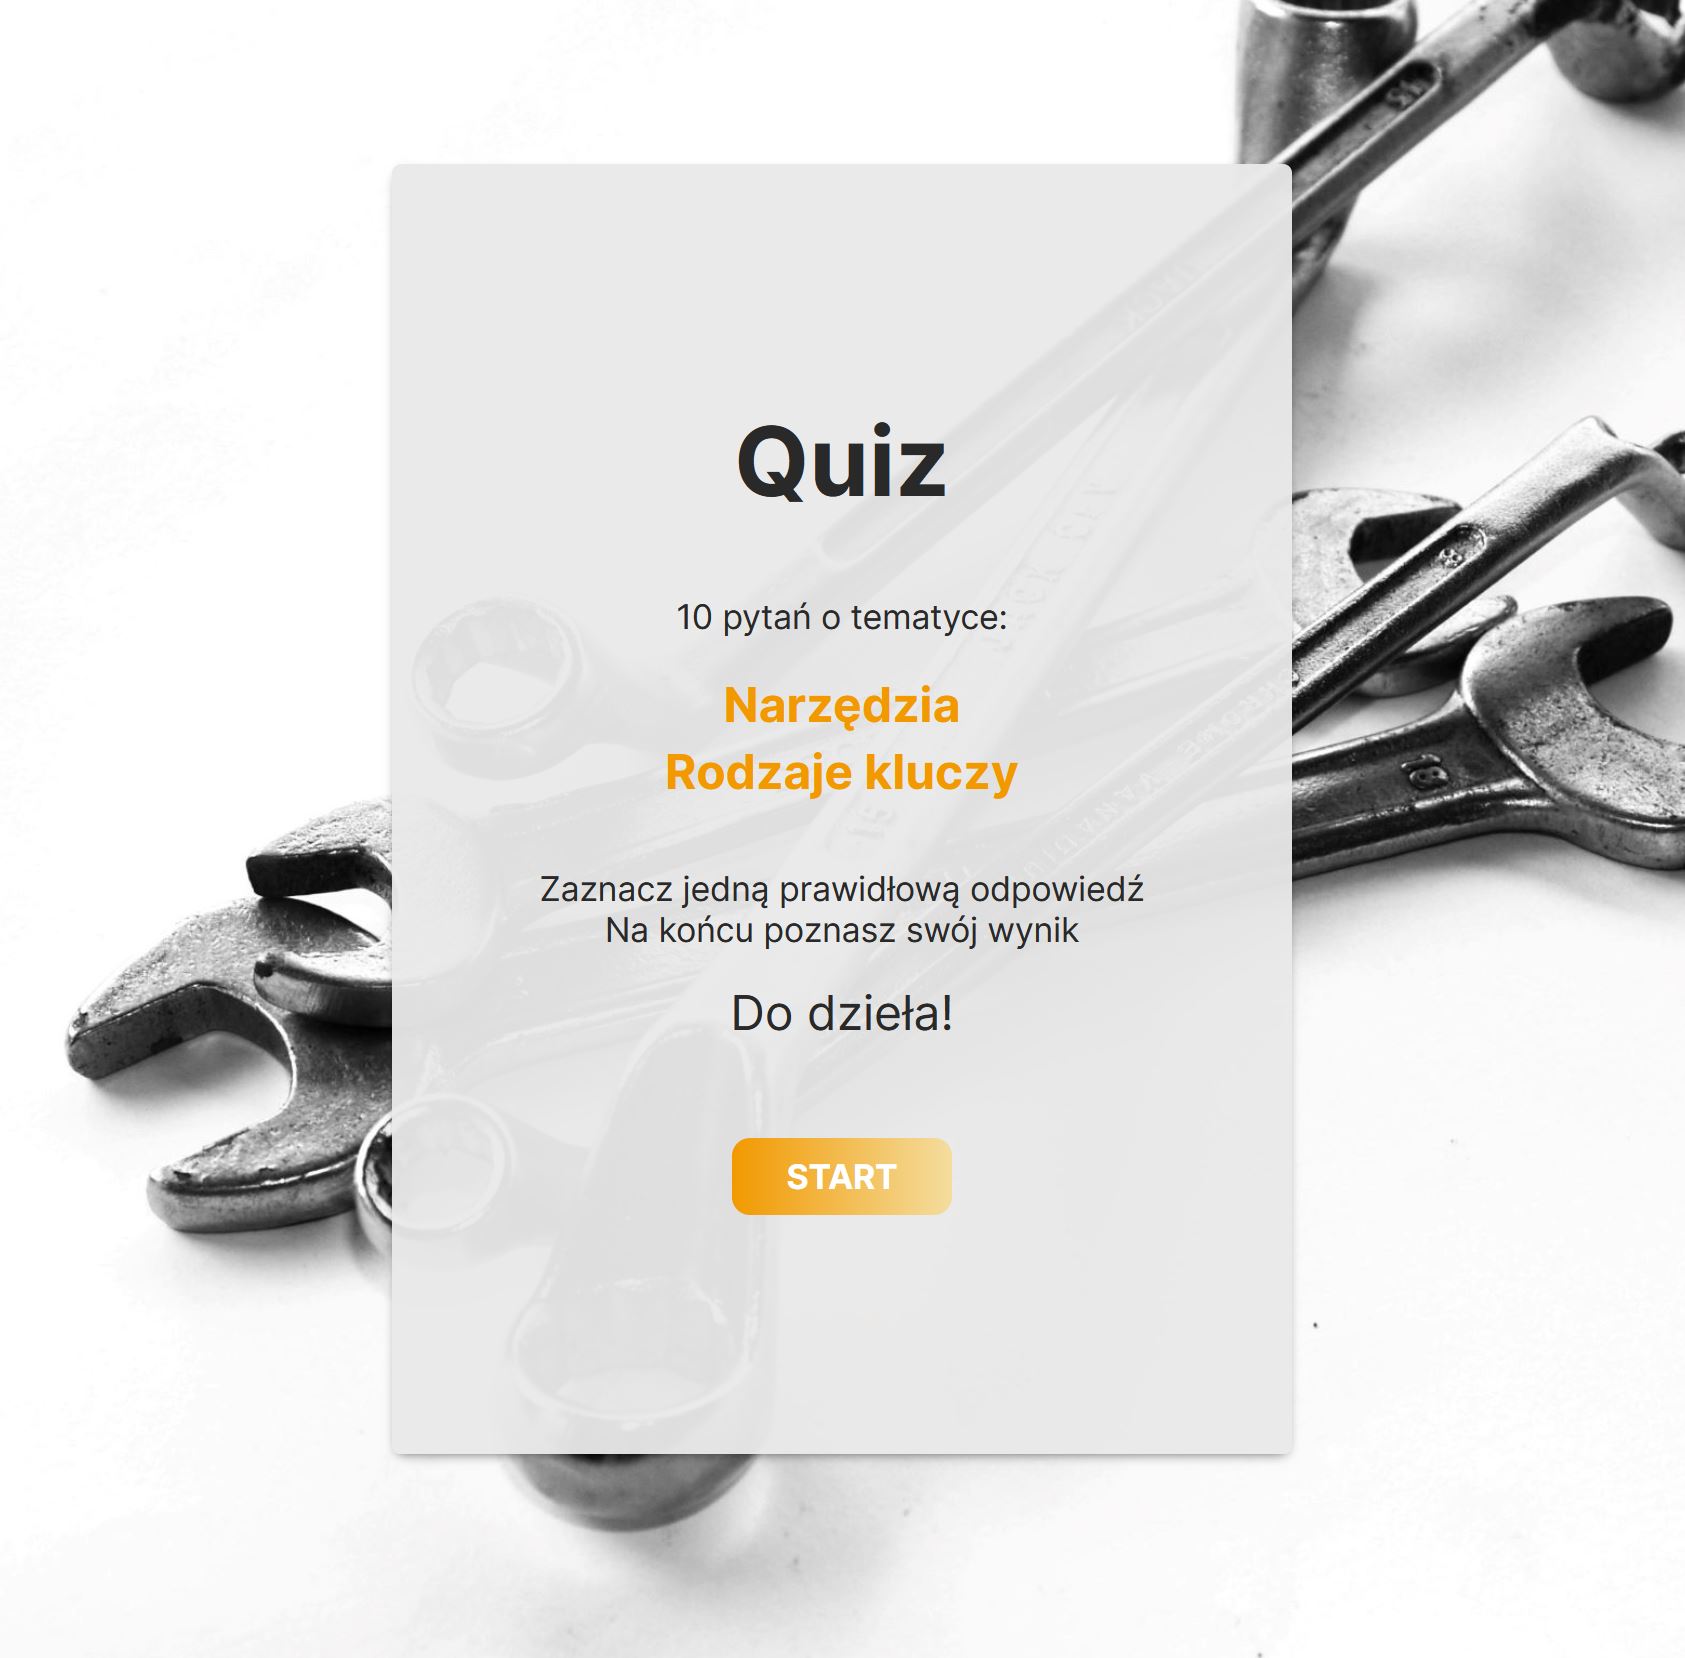 Quiz
10 pytań o tematyce:
Narzędzia
Rodzaje kluczy
Zaznacz jedną prawidłową odpowiedź
Na końcu poznasz swój wynik
Do dzieła!
START
18